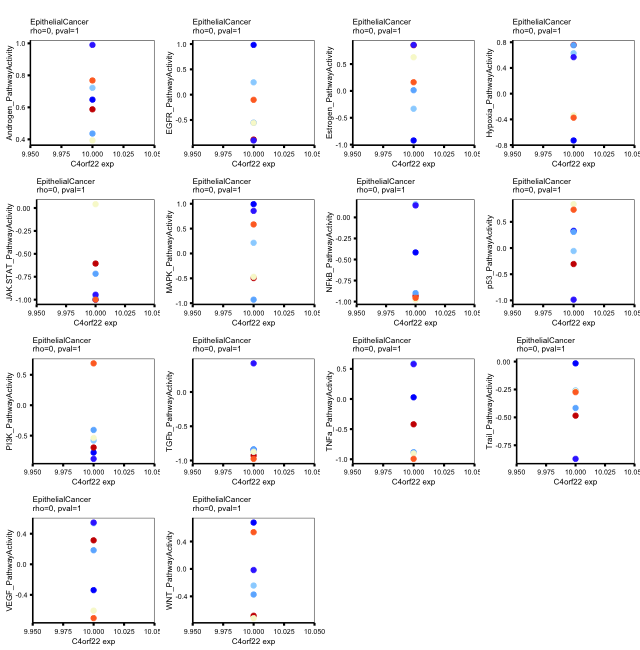 EpithelialCancer
rho=0, pval=1
Androgen_PathwayActivity
1.0
0.8
0.6
0.4
9.950 9.975 10.000 10.025 10.05
C4orf22 exp
EpithelialCancer
rho=0, pval=1
EGFR_PathwayActivity
1.0
0.5
0.0
-0.5
9.950 9.975 10.000 10.025 10.05
C4orf22 exp
EpithelialCancer
rho=0, pval=1
Estrogen_PathwayActivity
0.5
0.0
-0.5
-1.0
9.950 9.975 10.000 10.025 10.05
C4orf22 exp
EpithelialCancer
rho=0, pval=1
Hypoxia_PathwayActivity
0.8
0.4
0.0
-0.4
-0.8
9.950 9.975 10.000 10.025 10.05
C4orf22 exp
EpithelialCancer
rho=0, pval=1
JAK.STAT_PathwayActivity
0.00
-0.25
-0.50
-0.75
-1.00
9.950 9.975 10.000 10.025 10.0
C4orf22 exp
EpithelialCancer
rho=0, pval=1
MAPK_PathwayActivity
1.0
0.5
0.0
-0.5
-1.0
9.950 9.975 10.000 10.025 10.05
C4orf22 exp
EpithelialCancer
rho=0, pval=1
NFkB_PathwayActivity
0.00
-0.25
-0.50
-0.75
-1.00
9.950 9.975 10.000 10.025 10.0
C4orf22 exp
EpithelialCancer
rho=0, pval=1
p53_PathwayActivity
0.5
0.0
-0.5
-1.0
9.950 9.975 10.000 10.025 10.05
C4orf22 exp
EpithelialCancer
rho=0, pval=1
PI3K_PathwayActivity
0.5
0.0
-0.5
9.950 9.975 10.000 10.025 10.05
C4orf22 exp
EpithelialCancer
rho=0, pval=1
TGFb_PathwayActivity
0.0
-0.5
-1.0
9.950 9.975 10.000 10.025 10.05
C4orf22 exp
EpithelialCancer
rho=0, pval=1
TNFa_PathwayActivity
0.5
0.0
-0.5
-1.0
9.950 9.975 10.000 10.025 10.05
C4orf22 exp
EpithelialCancer
rho=0, pval=1
Trail_PathwayActivity
0.00
-0.25
-0.50
-0.75
9.950 9.975 10.000 10.025 10.0
C4orf22 exp
EpithelialCancer
rho=0, pval=1
VEGF_PathwayActivity
0.4
0.0
-0.4
9.950 9.975 10.000 10.025 10.05
C4orf22 exp
EpithelialCancer
rho=0, pval=1
WNT_PathwayActivity
0.4
0.0
-0.4
9.950 9.975 10.000 10.025 10.050
C4orf22 exp